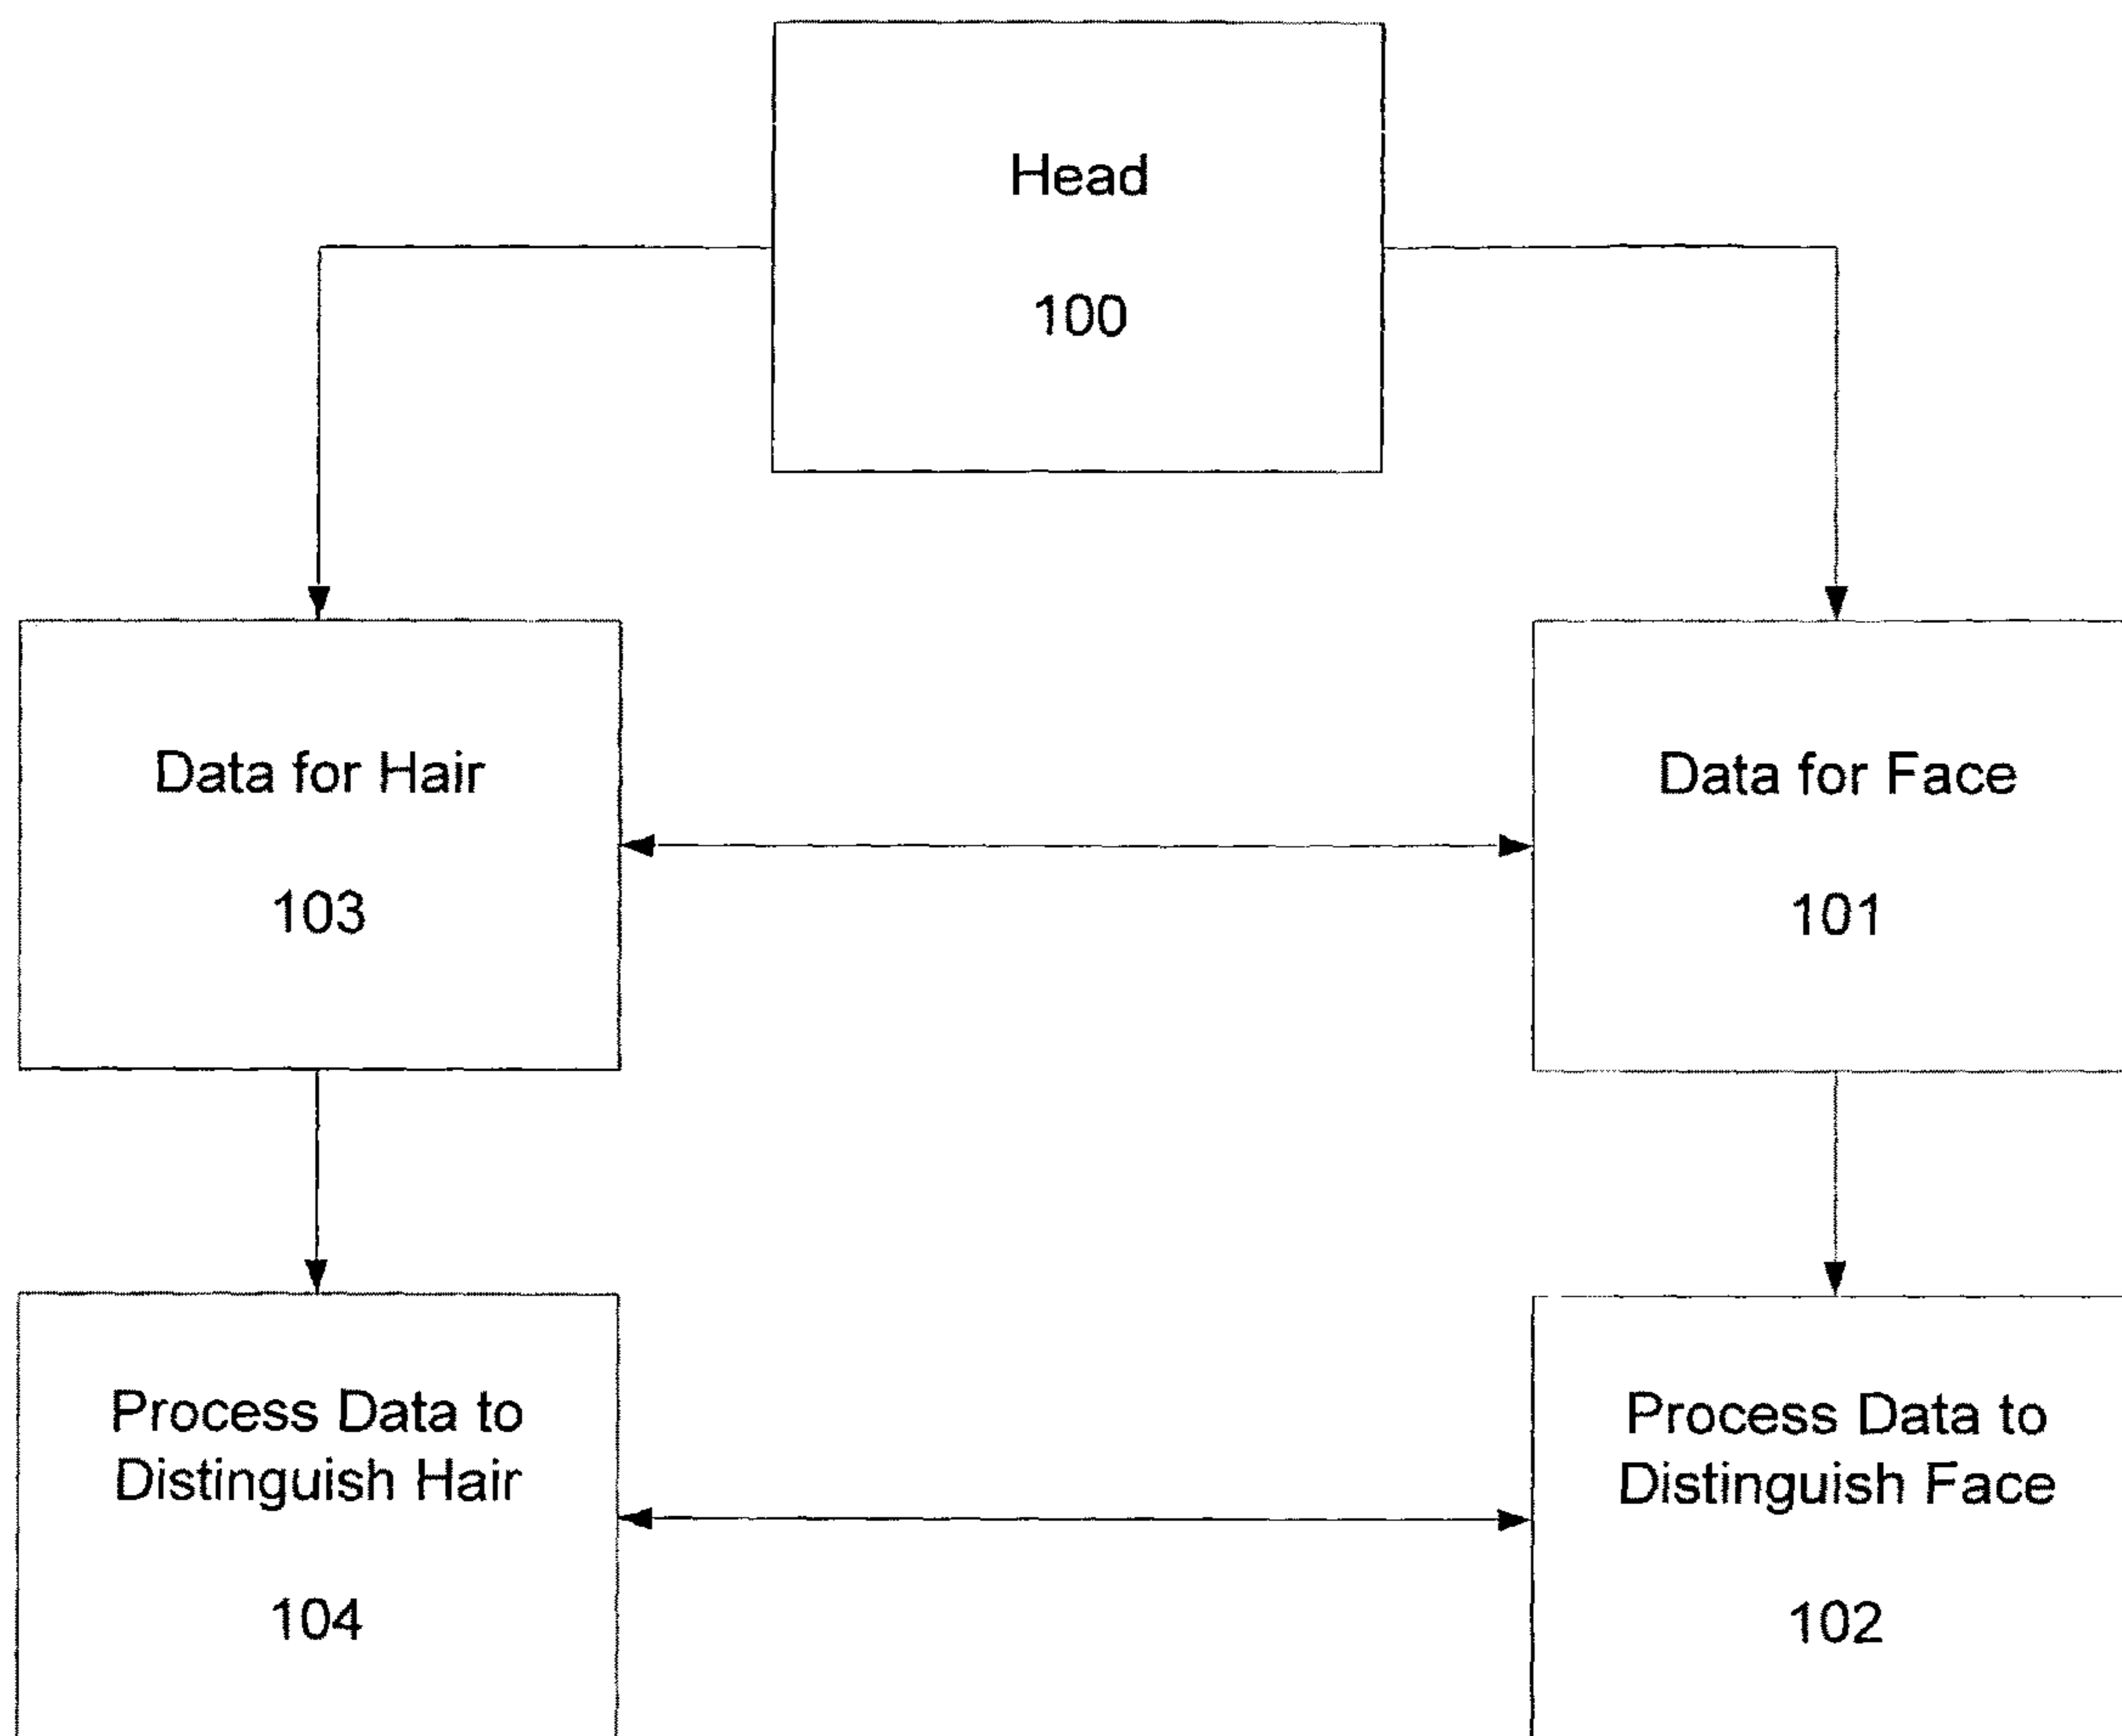 Head
100
Data for Hair
103
Data for Face
101
Process Data to
Distinguish Hair
104
Process Data to
Distinguish Face
102